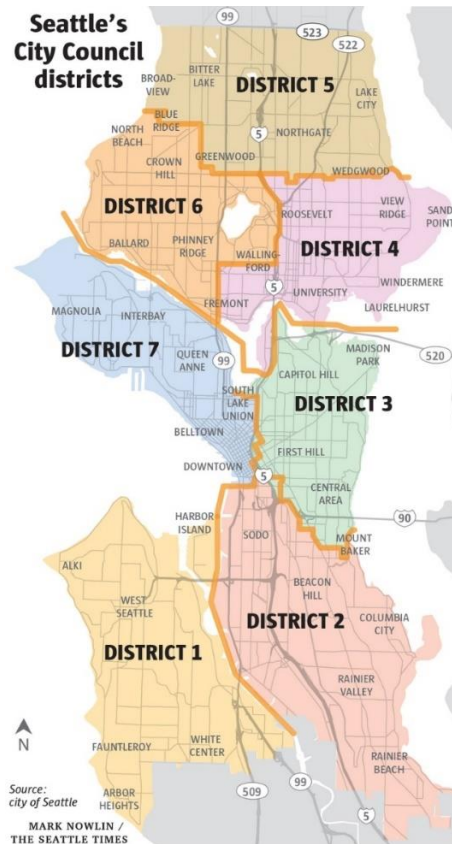 Seattle's
City Council
districts
99
523
522
BITTER
LAKE
BROAD-
VIEW
DISTRICT 5
LAKE
CITY
BLUE
RIDGE
NORTH
BEACH
5
NORTHGATE
CROWN
HILL
GREENWOOD
WEDGWOOD
DISTRICT 6
ROOSEVELT
VIEW
RIDGE
SAND
POINT
BALLARD
PHINNEY
RIDGE
WALLING-
FORD
DISTRICT 4
FREMONT
5
UNIVERSITY
WINDERMERE
LAURELHURST
MAGNOLIA
INTERBAY
DISTRICT 7
QUEEN
ANNE
99
520
MADISON
PARK
CAPITOL HILL
SOUTH
LAKE
UNION
DISTRICT 3
BELLTOWN
FIRST HILL
DOWNTOWN
5
CENTRAL
AREA
HARBOR
ISLAND
90
SODO
MOUNT
BAKER
ALKI
BEACON
HILL
WEST
SEATTLE
COLUMBIA
CITY
DISTRICT 2
DISTRICT 1
RAINIER
VALLEY
N
FAUNTLEROY
WHITE
CENTER
RAINIER
BEACH
99
Source:
city of Seattle
ARBOR
HEIGHTS
509
5
MARK NOWLIN /
THE SEATTLE TIMES